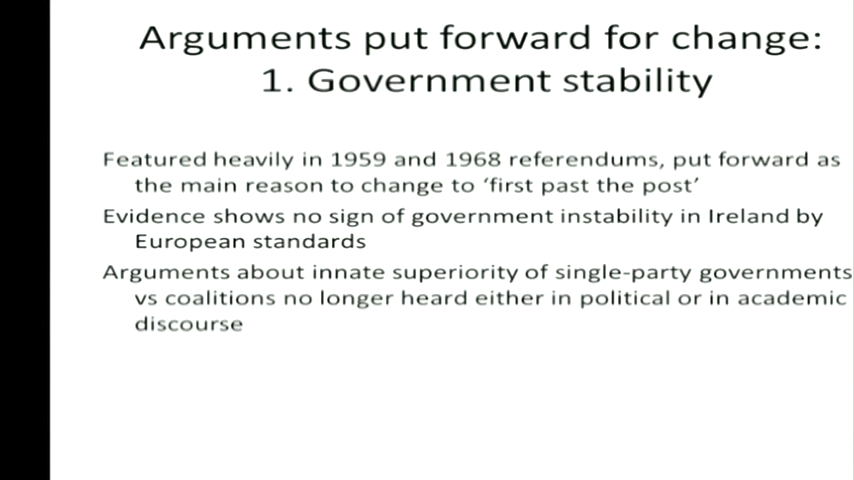 Arguments put forward for change:
1. Government stability
Featured heavily in 1959 and 1968 referendums, put forward as
the main reason to change to ‘first past the post’
Evidence shows no sign of government instability in Ireland by
European standards
Arguments about innate superiority of single-party governments
vs coalitions no longer heard either in political or in academic
discourse